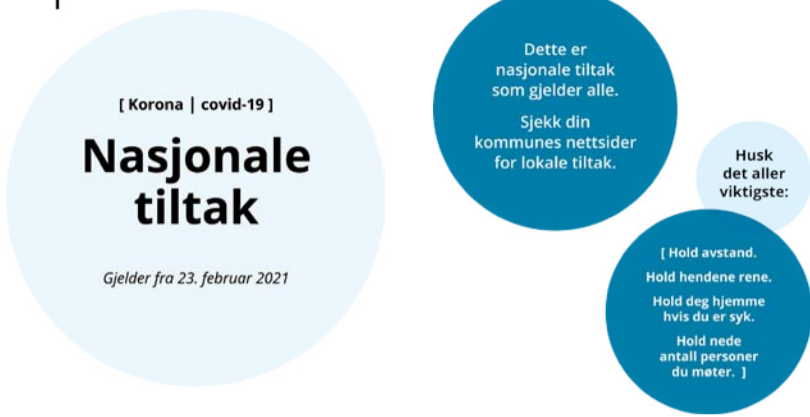 [ Korona | covid-19 ]
Nasjonale
tiltak
Gjelder fra 23. februar 2021
Dette er
nasjonale tiltak
som gjelder alle.
Sjekk din
kommunes nettsider
for lokale tiltak.
Husk
det aller
viktigste:
[ Hold avstand.
Hold hendene rene.
Hold deg hjemme
hvis du er syk.
Hold nede
antall personer
du møter. ]